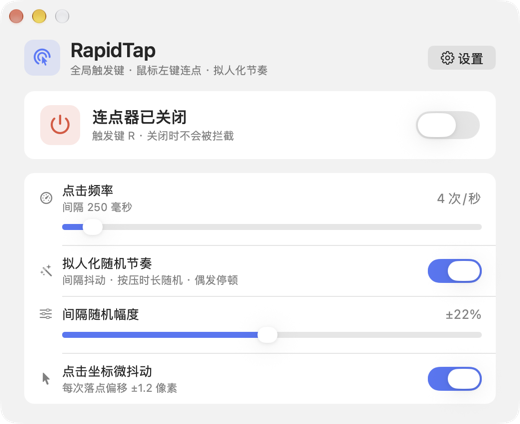 RapidTap
全局触发键 · 鼠标左键连点 · 拟人化节奏
设置
连点器已关闭
触发键 R · 关闭时不会被拦截
点击频率
间隔 250 毫秒
4 次/秒
拟人化随机节奏
间隔抖动 · 按压时长随机 · 偶发停顿
间隔随机幅度
±22%
点击坐标微抖动
每次落点偏移 ±1.2 像素